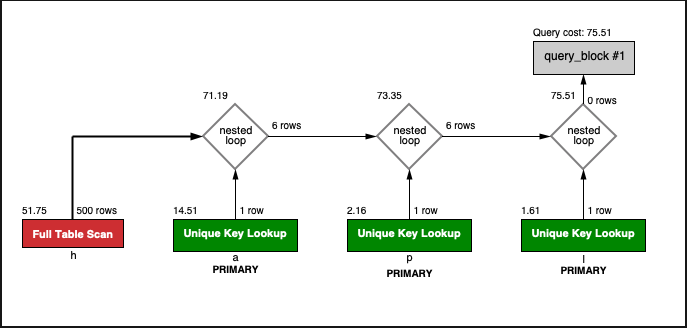 Query cost: 75.51
query_block #1
71.19
73.35
75.51
0 rows
nested
loop
6 rows
nested
loop
6 rows
nested
loop
51.75
500 rows
14.51
1 row
2.16
1 row
1.61
1 row
Full Table Scan
Unique Key Lookup
Unique Key Lookup
Unique Key Lookup
h
a
p
l
PRIMARY
PRIMARY
PRIMARY